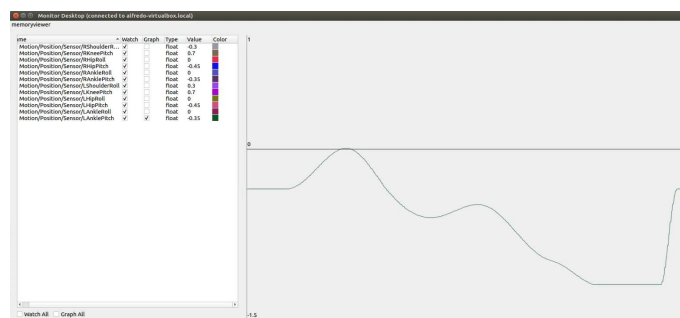 Monitor Desktop (connected to alfredo-virtualbox.local)
memoryviewer
ime Watch Graph Type Value Color
Motion/Position/Sensor/RShoulderR... float -0.3
Motion/Position/Sensor/RKneePitch float 0.7
Motion/Position/Sensor/RHipRoll float 0
Motion/Position/Sensor/RHipPitch float -0.45
Motion/Position/Sensor/RAnkleRoll float 0
Motion/Position/Sensor/RAnklePitch float -0.35
Motion/Position/Sensor/LShoulderRoll float 0.3
Motion/Position/Sensor/LKneePitch float 0.7
Motion/Position/Sensor/LHipRoll float 0
Motion/Position/Sensor/LHipPitch float -0.45
Motion/Position/Sensor/LAnkleRoll float 0
Motion/Position/Sensor/LAnklePitch float -0.35
Watch All Graph All
1
0
-1.5